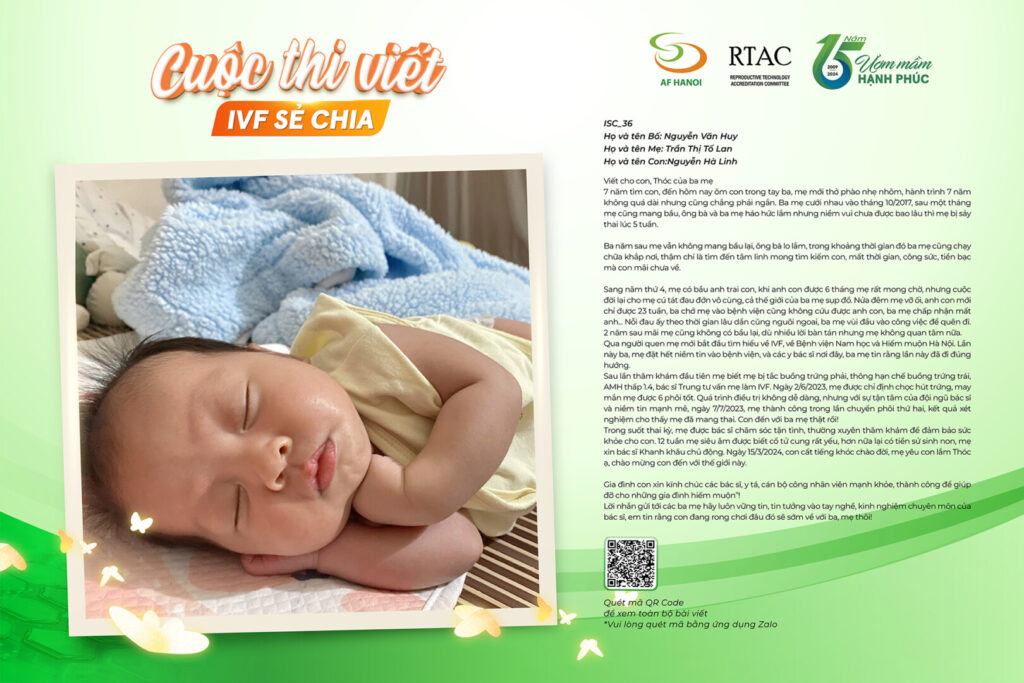 Cuộc thi viết
IVF SẺ CHIA
AF HANOI
RTAC
REPRODUCTIVE TECHNOLOGY
ACCREDITATION COMMITTEE
15 Năm
2009
2024
Ươm mầm
HẠNH PHÚC
ISC_36
Họ và tên Bố: Nguyễn Văn Huy
Họ và tên Mẹ: Trần Thị Tố Lan
Họ và tên Con:Nguyễn Hà Linh
Viết cho con, Thóc của ba mẹ
7 năm tìm con, đến hôm nay ôm con trong tay ba, mẹ mới thở phào nhẹ nhõm, hành trình 7 năm
không quá dài nhưng cũng chẳng phải ngắn. Ba mẹ cưới nhau vào tháng 10/2017, sau một tháng
mẹ cũng mang bầu, ông bà và ba mẹ háo hức lắm nhưng niềm vui chưa được bao lâu thì mẹ bị sảy
thai lúc 5 tuần.
Ba năm sau mẹ vẫn không mang bầu lại, ông bà lo lắm, trong khoảng thời gian đó ba mẹ cũng chạy
chữa khắp nơi, thậm chí là tìm đến tâm linh mong tìm kiếm con, mất thời gian, công sức, tiền bạc
mà con mãi chưa về.
Sang năm thứ 4, mẹ có bầu anh trai con, khi anh con được 6 tháng mẹ rất mong chờ, nhưng cuộc
đời lại cho mẹ cú tát đau đớn vô cùng, cả thế giới của ba mẹ sụp đổ. Nửa đêm mẹ vỡ ối, anh con mới
chỉ được 23 tuần, ba chở mẹ vào bệnh viện cũng không cứu được anh con, ba mẹ chấp nhận mất
anh... Nỗi đau ấy theo thời gian lâu dần cũng nguôi ngoai, ba mẹ vùi đầu vào công việc để quên đi.
2 năm sau mãi mẹ cũng không có bầu lại, dù nhiều lời bàn tán nhưng mẹ không quan tâm nữa.
Qua người quen mẹ mới bắt đầu tìm hiểu về IVF, về Bệnh viện Nam học và Hiếm muộn Hà Nội. Lần
này ba, mẹ đặt hết niềm tin vào bệnh viện, và các y bác sĩ nơi đây, ba mẹ tin rằng lần này đã đi đúng
hướng.
Sau lần thăm khám đầu tiên mẹ biết mẹ bị tắc buồng trứng phải, thông hạn chế buồng trứng trái,
AMH thấp 1.4, bác sĩ Trung tư vấn mẹ làm IVF. Ngày 2/6/2023, mẹ được chỉ định chọc hút trứng, may
mắn mẹ được 6 phôi tốt. Quá trình điều trị không dễ dàng, nhưng với sự tận tâm của đội ngũ bác sĩ
và niềm tin mạnh mẽ, ngày 7/7/2023, mẹ thành công trong lần chuyển phôi thứ hai, kết quả xét
nghiệm cho thấy mẹ đã mang thai. Con đến với ba mẹ thật rồi!
Trong suốt thai kỳ, mẹ được bác sĩ chăm sóc tận tình, thường xuyên thăm khám để đảm bảo sức
khỏe cho con. 12 tuần mẹ siêu âm được biết cổ tử cung rất yếu, hơn nữa lại có tiền sử sinh non, mẹ
xin bác sĩ Khanh khâu chủ động. Ngày 15/3/2024, con cất tiếng khóc chào đời, mẹ yêu con lắm Thóc
ạ, chào mừng con đến với thế giới này.
Gia đình con xin kính chúc các bác sĩ, y tá, cán bộ công nhân viên mạnh khỏe, thành công để giúp
đỡ cho những gia đình hiếm muộn"!
Lời nhắn gửi tới các ba mẹ hãy luôn vững tin, tin tưởng vào tay nghề, kinh nghiệm chuyên môn của
bác sĩ, em tin rằng con đang rong chơi đâu đó sẽ sớm về với ba, mẹ thôi!
Quét mã QR Code
để xem toàn bộ bài viết
*Vui lòng quét mã bằng ứng dụng Zalo